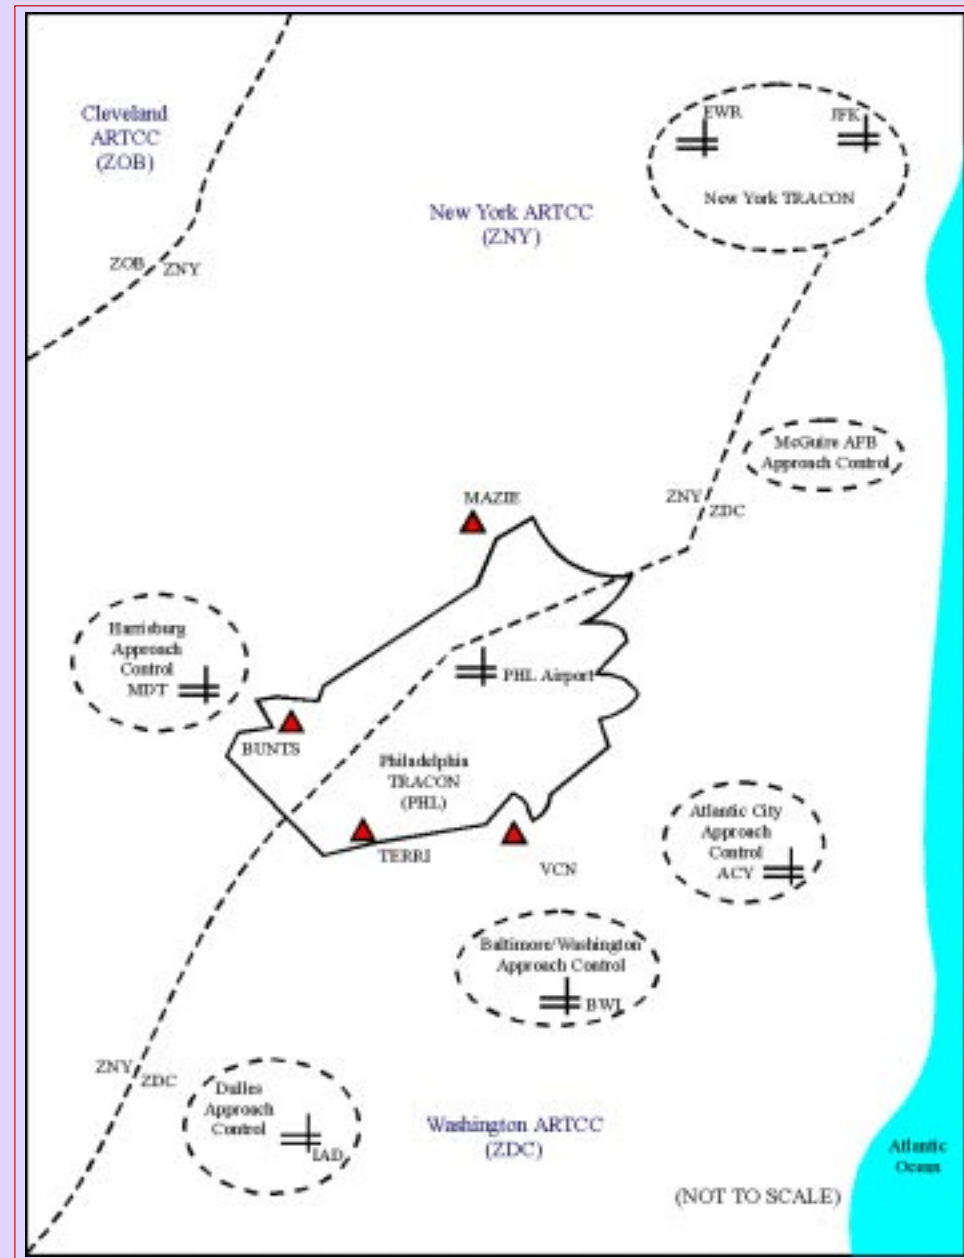 Cleveland
ARTCC
(ZOB)
EWR
JFK
New York TRACON
New York ARTCC
(ZNY)
ZOB
ZNY
McGuire AFB
Approach Control
MAZIE
ZNY
ZDC
Harrisburg
Approach
Control
MDT
PHL Airport
BUNTS
Philadelphia
TRACON
(PHL)
TERRI
VCN
Atlantic City
Approach
Control
ACY
Baltimore/Washington
Approach Control
BWI
ZNY
ZDC
Dulles
Approach
Control
IAD
Washington ARTCC
(ZDC)
Atlantic
Ocean
(NOT TO SCALE)